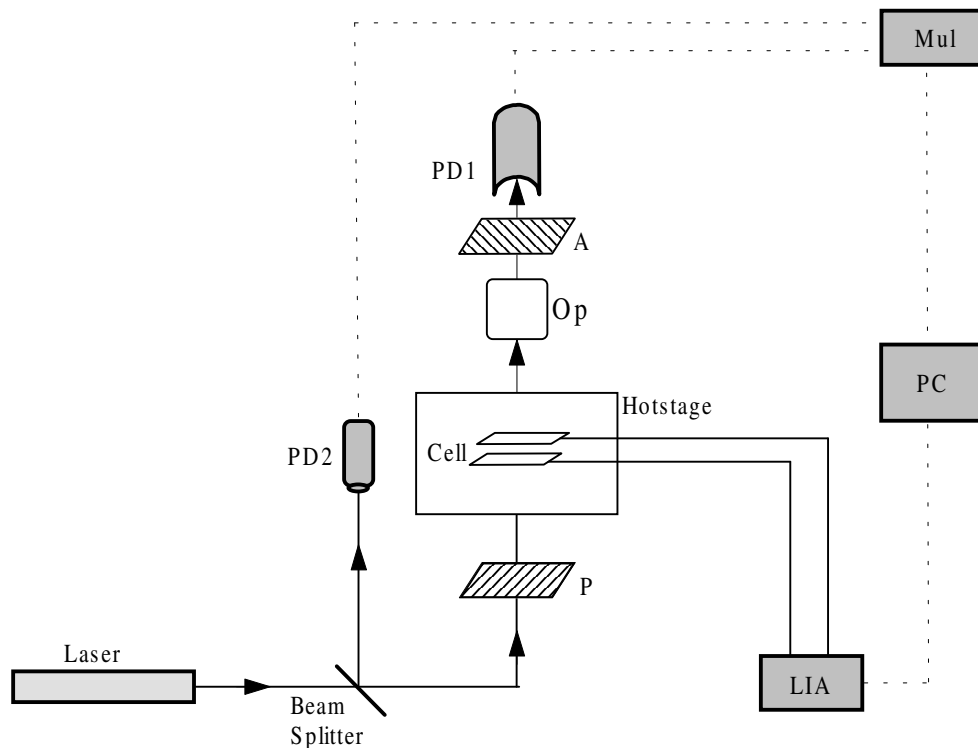 Mul
PD1
A
Op
PC
Hotstage
Cell
PD2
P
Laser
LIA
Beam
Splitter